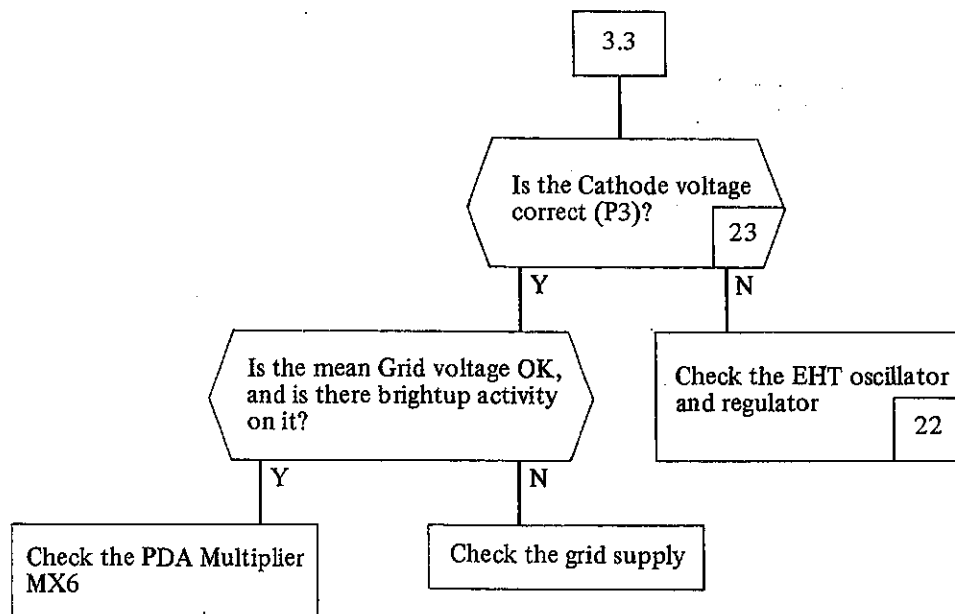 3.3
Is the Cathode voltage
correct (P3)?
23
Y
N
Is the mean Grid voltage OK,
and is there brightup activity
on it?
Check the EHT oscillator
and regulator
22
Y
N
Check the PDA Multiplier
MX6
Check the grid supply